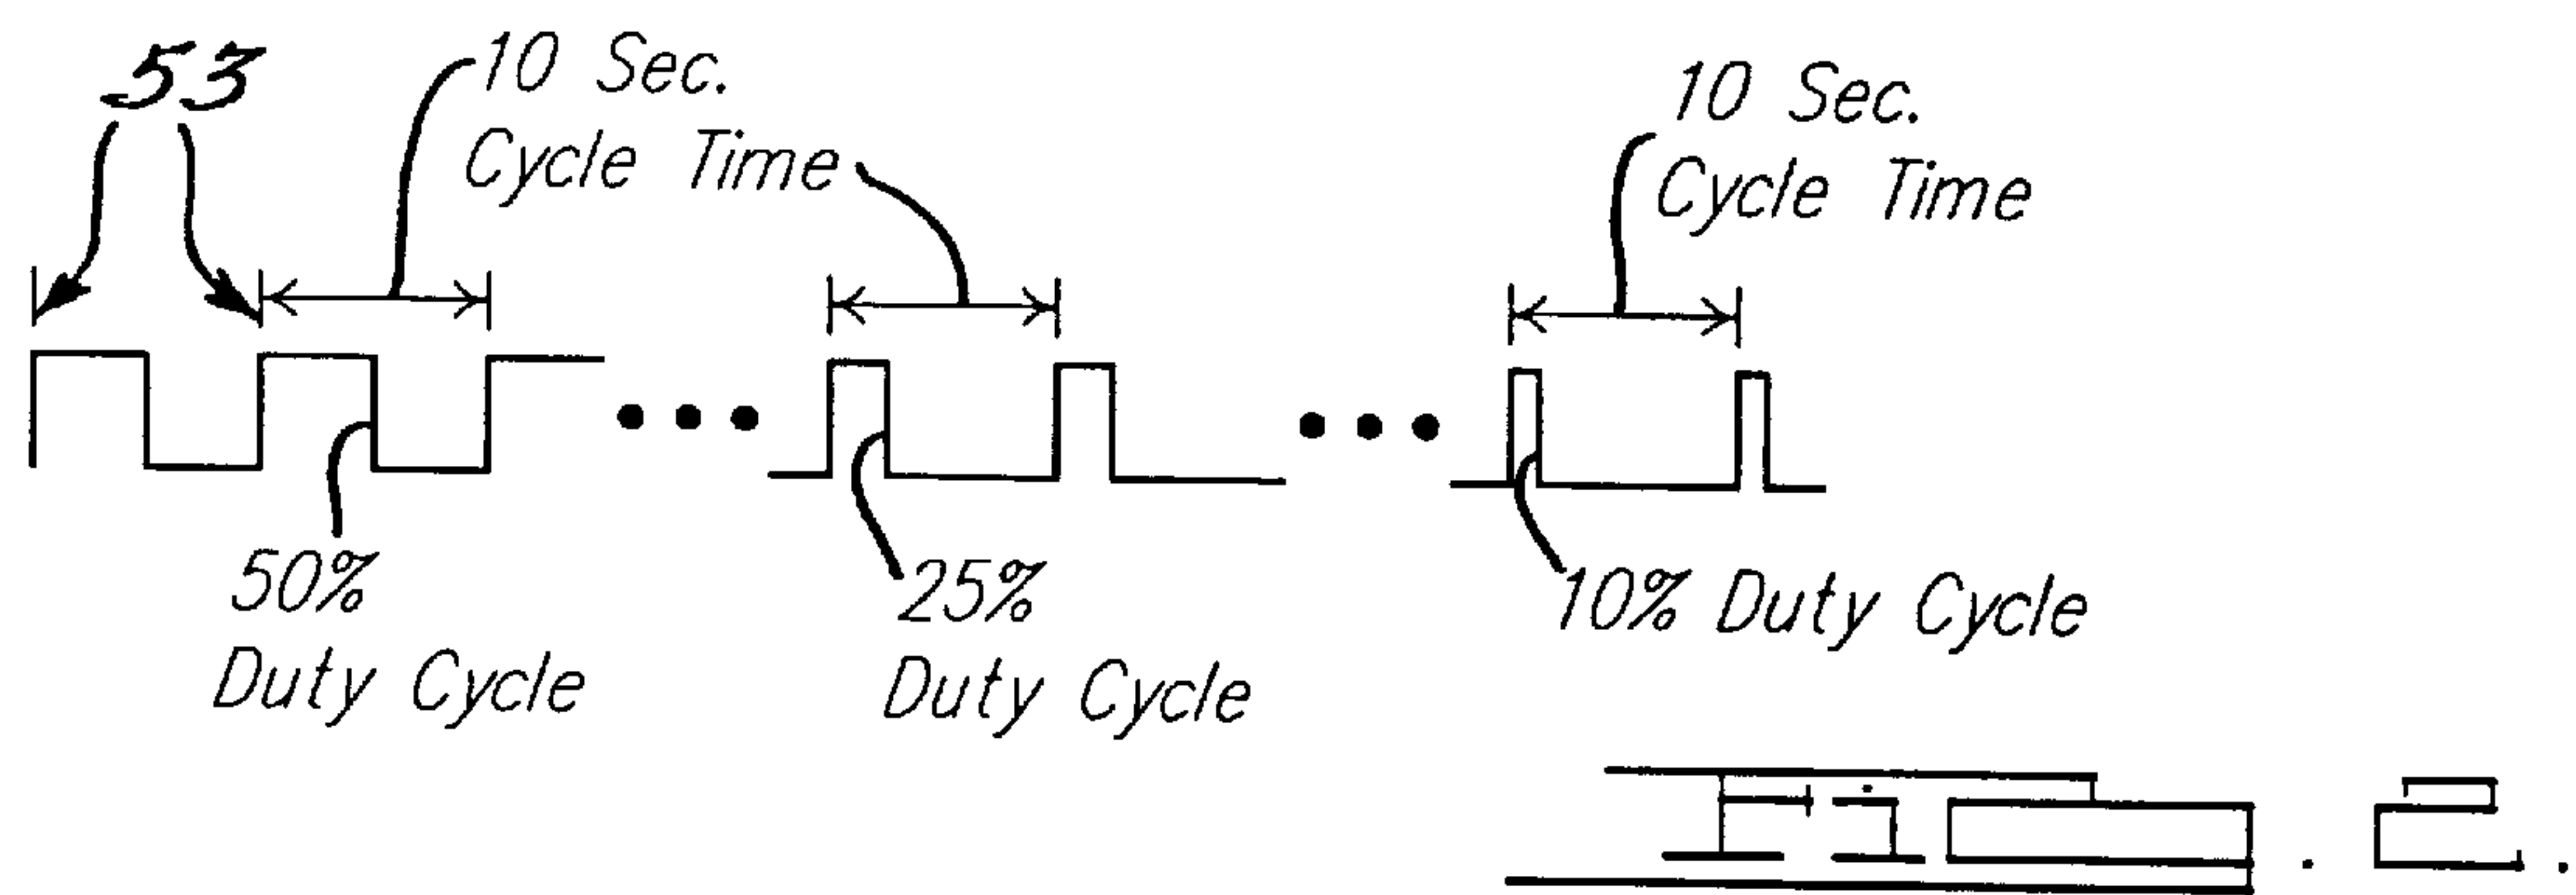 53
10 Sec.
Cycle Time
10 Sec.
Cycle Time
50%
Duty Cycle
25%
Duty Cycle
10% Duty Cycle
Fig. 2.